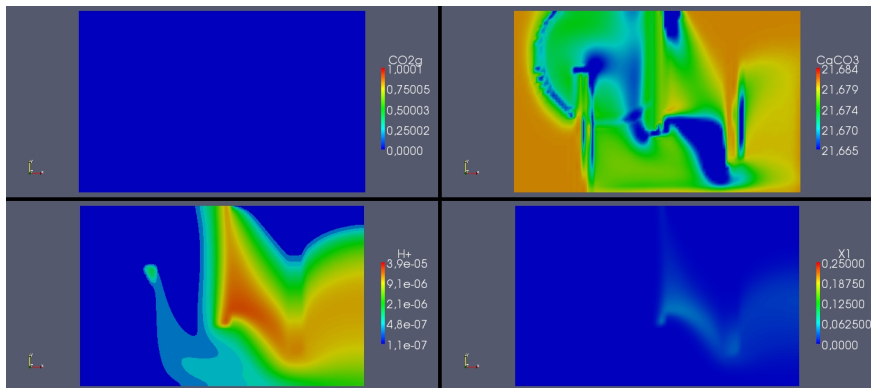 CO2g
1,0001
0,75005
0,50003
0,25002
0,0000
CaCO3
21,684
21,679
21,674
21,670
21,665
H+
3,9e-05
9,1e-06
2,1e-06
4,8e-07
1,1e-07
X1
0,25000
0,18750
0,12500
0,062500
0,0000